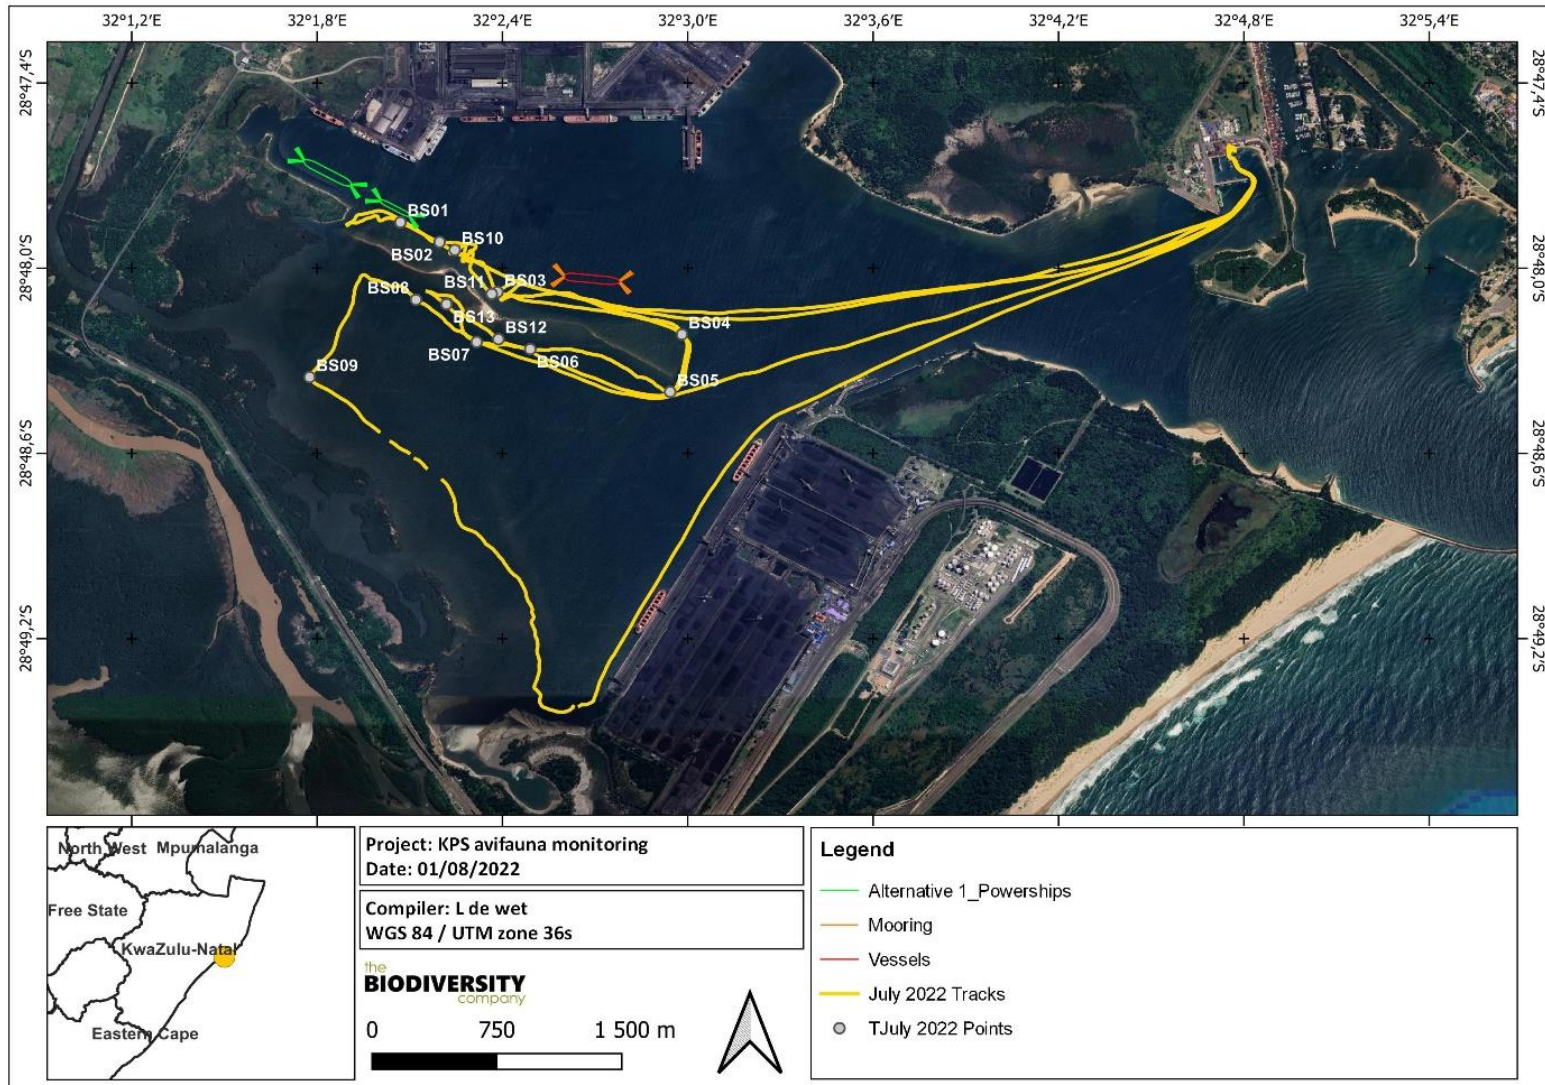 32°1,2'E 32°1,8'E 32°2,4'E 32°3,0'E 32°3,6'E 32°4,2'E 32°4,8'E 32°5,4'E
28°47,4'S 28°47,4'S
BS01
BS02 BS10
28°48,0'S 28°48,0'S
BS11 BS03
BS08
BS13
BS04
BS12
BS07 BS06
BS09
BS05
28°48,6'S 28°48,6'S
28°49,2'S 28°49,2'S
North West Mpumalanga
Free State
KwaZulu-Natal
Eastern Cape
Project: KPS avifauna monitoring
Date: 01/08/2022
Compiler: L de wet
WGS 84 / UTM zone 36s
the
BIODIVERSITY
company
0 750 1 500 m
Legend
Alternative 1_Powerships
Mooring
Vessels
July 2022 Tracks
TJuly 2022 Points